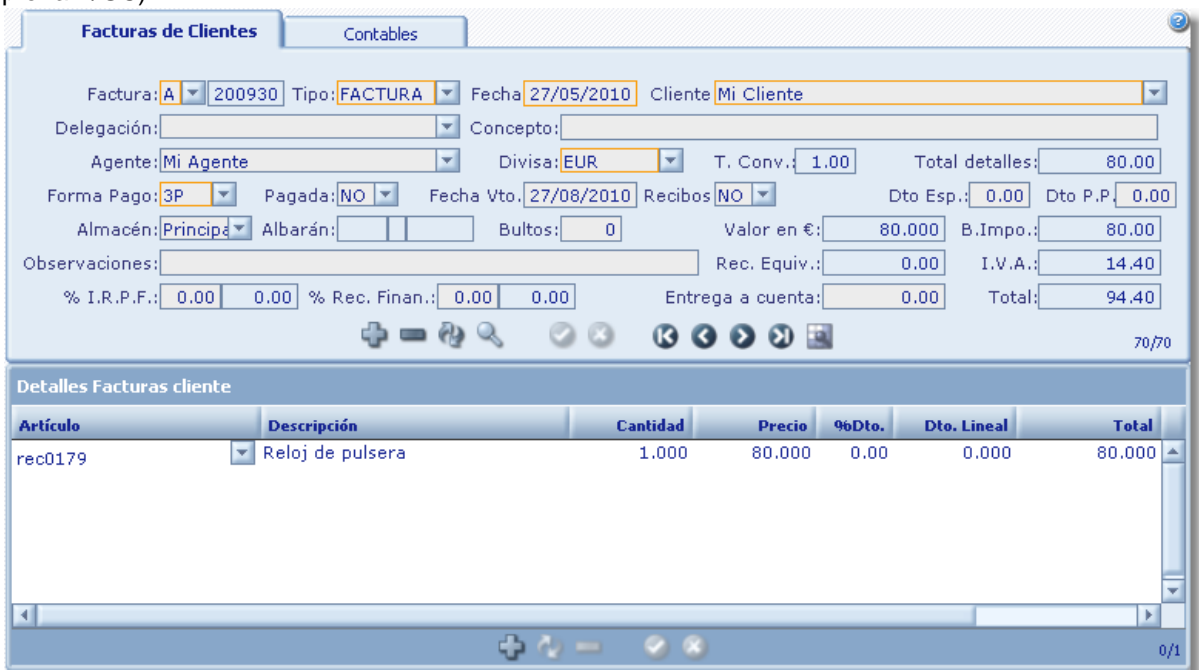 Facturas de Clientes Contables
Factura: A 200930 Tipo: FACTURA Fecha 27/05/2010 Cliente Mi Cliente
Delegación: Concepto:
Agente: Mi Agente Divisa: EUR T. Conv.: 1.00 Total detalles: 80.00
Forma Pago: 3P Pagada: NO Fecha Vto. 27/08/2010 Recibos NO Dto Esp.: 0.00 Dto P.P. 0.00
Almacén: Principa Albarán: Bultos: 0 Valor en €: 80.000 B.Impo.: 80.00
Observaciones: Rec. Equiv.: 0.00 I.V.A.: 14.40
% I.R.P.F.: 0.00 0.00 % Rec. Finan.: 0.00 0.00 Entrega a cuenta: 0.00 Total: 94.40
70/70
Detalles Facturas cliente
Artículo Descripción Cantidad Precio %Dto. Dto. Lineal Total
rec0179 Reloj de pulsera 1.000 80.000 0.00 0.000 80.000
0/1